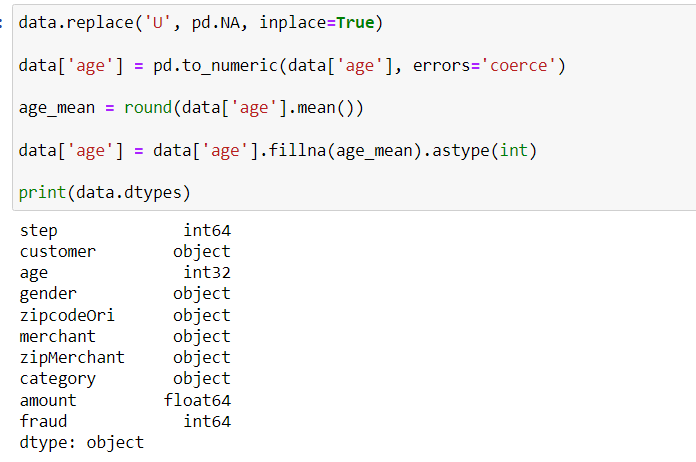 :
data.replace('U', pd.NA, inplace=True)
data['age'] = pd.to_numeric(data['age'], errors='coerce')
age_mean = round(data['age'].mean())
data['age'] = data['age'].fillna(age_mean).astype(int)
print(data.dtypes)
step int64
customer object
age int32
gender object
zipcodeOri object
merchant object
zipMerchant object
category object
amount float64
fraud int64
dtype: object